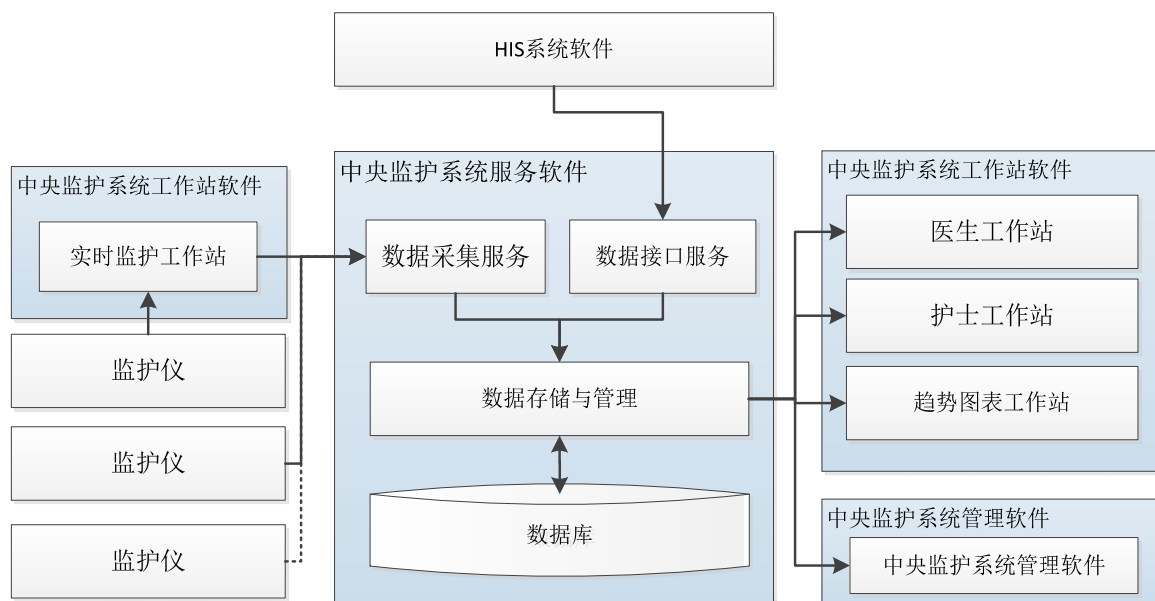 HIS系统软件
中央监护系统工作站软件
实时监护工作站
监护仪
监护仪
监护仪
中央监护系统服务软件
数据采集服务
数据接口服务
数据存储与管理
数据库
中央监护系统工作站软件
医生工作站
护士工作站
趋势图表工作站
中央监护系统管理软件
中央监护系统管理软件